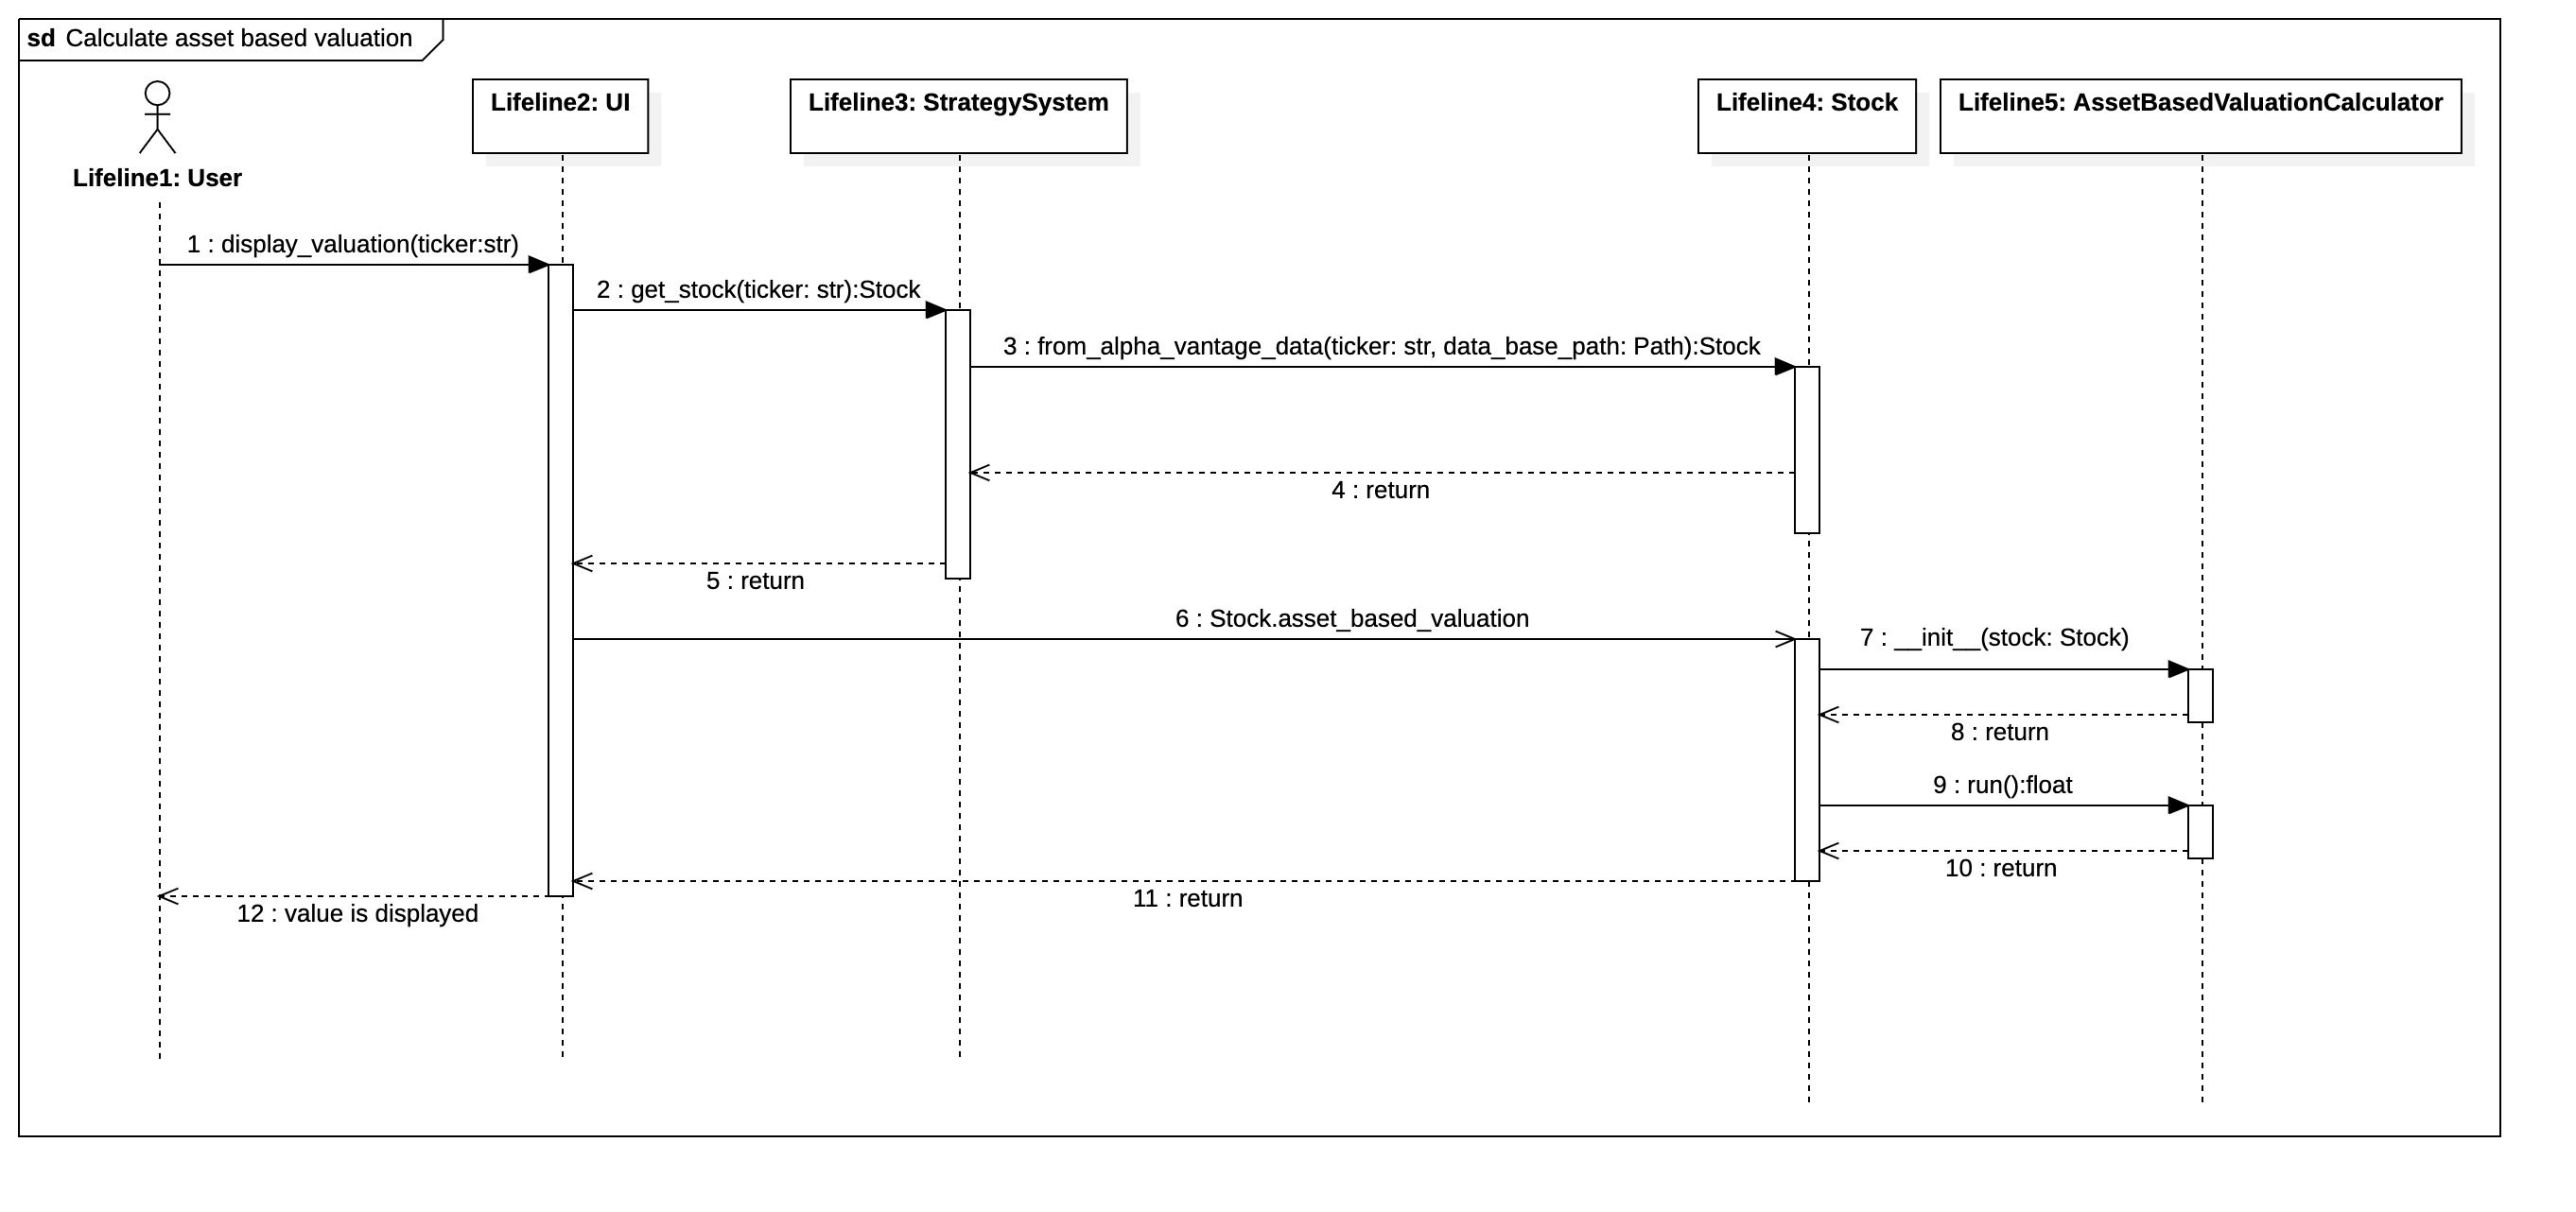 sd Calculate asset based valuation
Lifeline1: User
Lifeline2: UI
Lifeline3: StrategySystem
Lifeline4: Stock
Lifeline5: AssetBasedValuationCalculator
1 : display_valuation(ticker:str)
2 : get_stock(ticker: str):Stock
3 : from_alpha_vantage_data(ticker: str, data_base_path: Path):Stock
4 : return
5 : return
6 : Stock.asset_based_valuation
7 : __init__(stock: Stock)
8 : return
9 : run():float
10 : return
11 : return
12 : value is displayed